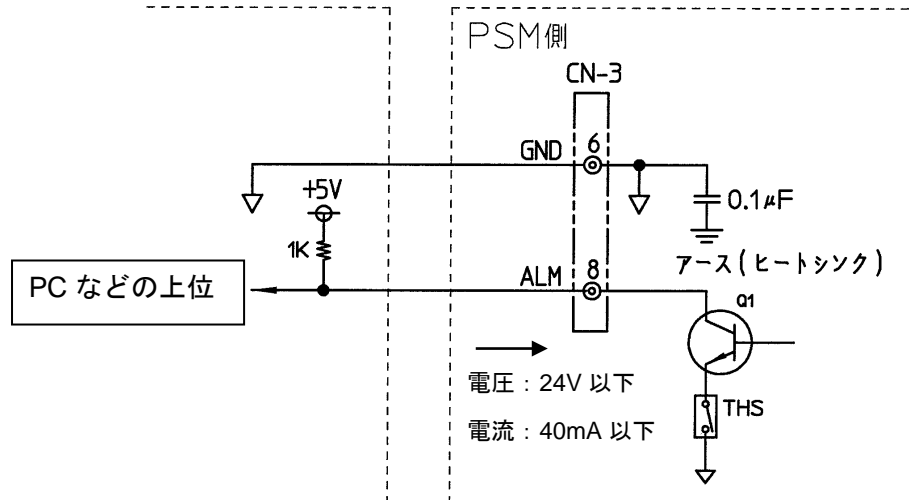 PSM側
CN-3
GND 6
+5V
0.1μF
1K
アース(ヒートシンク)
PC などの上位
ALM 8
Q1
電圧：24V 以下
THS
電流：40mA 以下